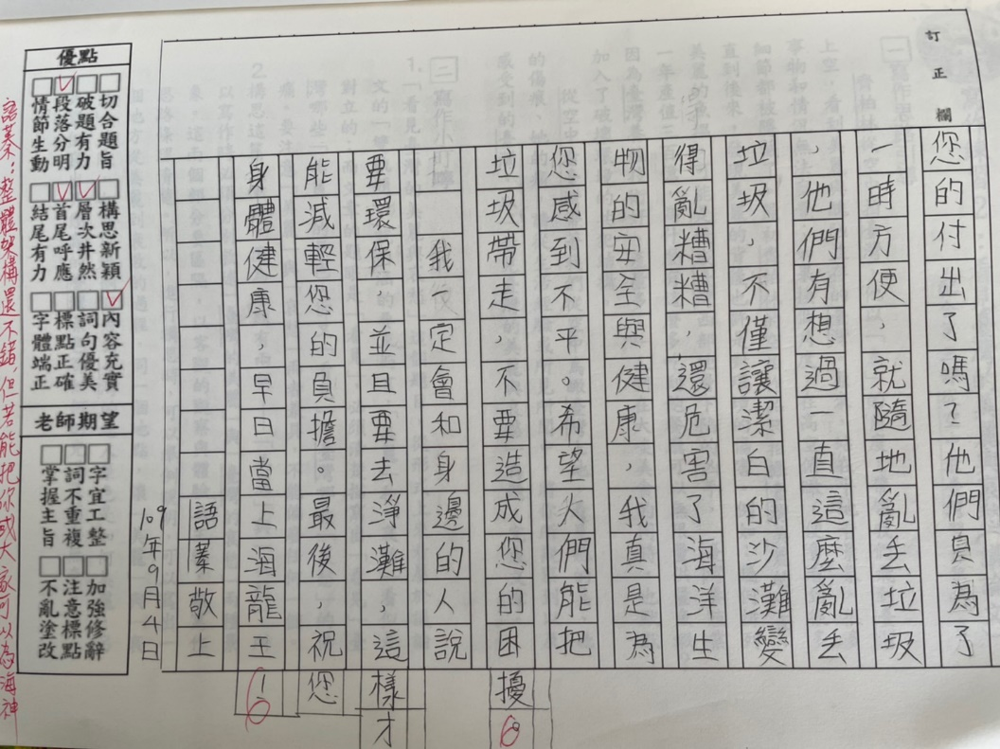 訂正欄
您的付出了嗎？他們只為了
一時方便，就隨地亂丟垃圾
，他們有想過一直這麼亂丟
垃圾，不僅讓潔白的沙灘變
得亂糟糟，還危害了海洋生
物的安全與健康，我真是為
您感到不平。希望人們能把
垃圾帶走，不要造成您的困擾。
我一定會和身邊的人說
要環保，並且要去淨灘，這樣才
能減輕您的負擔。最後，祝您
身體健康，早日當上海龍王！
語蓁敬上
109年9月4日
優點
切合題旨
破題有力
段落分明
情節生動
構思新穎
層次井然
首尾呼應
結尾有力
內容充實
詞句優美
標點正確
字體端正
老師期望
字宜工整
詞不重複
掌握主旨
加強修辭
注意標點
不亂塗改
語蓁：整體架構還不錯，但若能把你或大家可以為海神